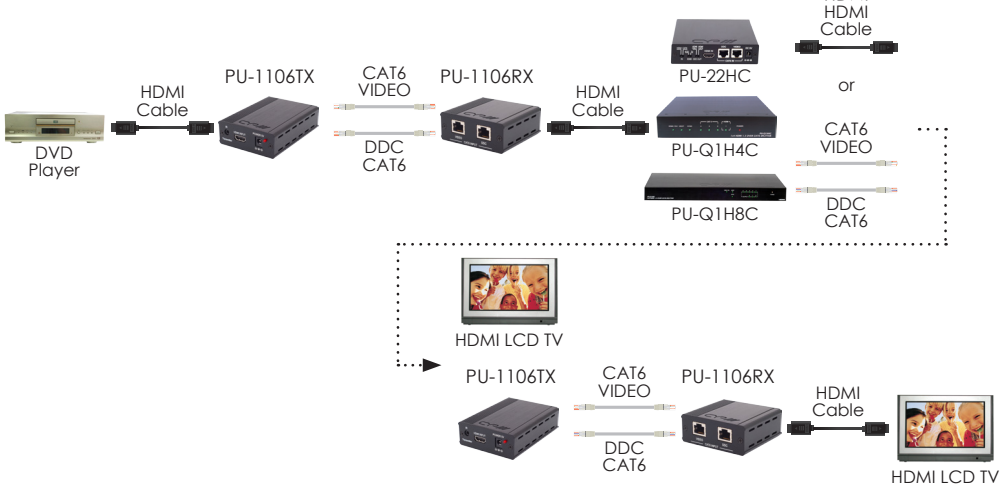 HDMI
HDMI
Cable
PU-22HC
or
PU-1106TX
CAT6
VIDEO
PU-1106RX
HDMI
Cable
HDMI
Cable
DVD
Player
DDC
CAT6
PU-Q1H4C
CAT6
VIDEO
PU-Q1H8C
DDC
CAT6
HDMI LCD TV
PU-1106TX
CAT6
VIDEO
PU-1106RX
HDMI
Cable
DDC
CAT6
HDMI LCD TV